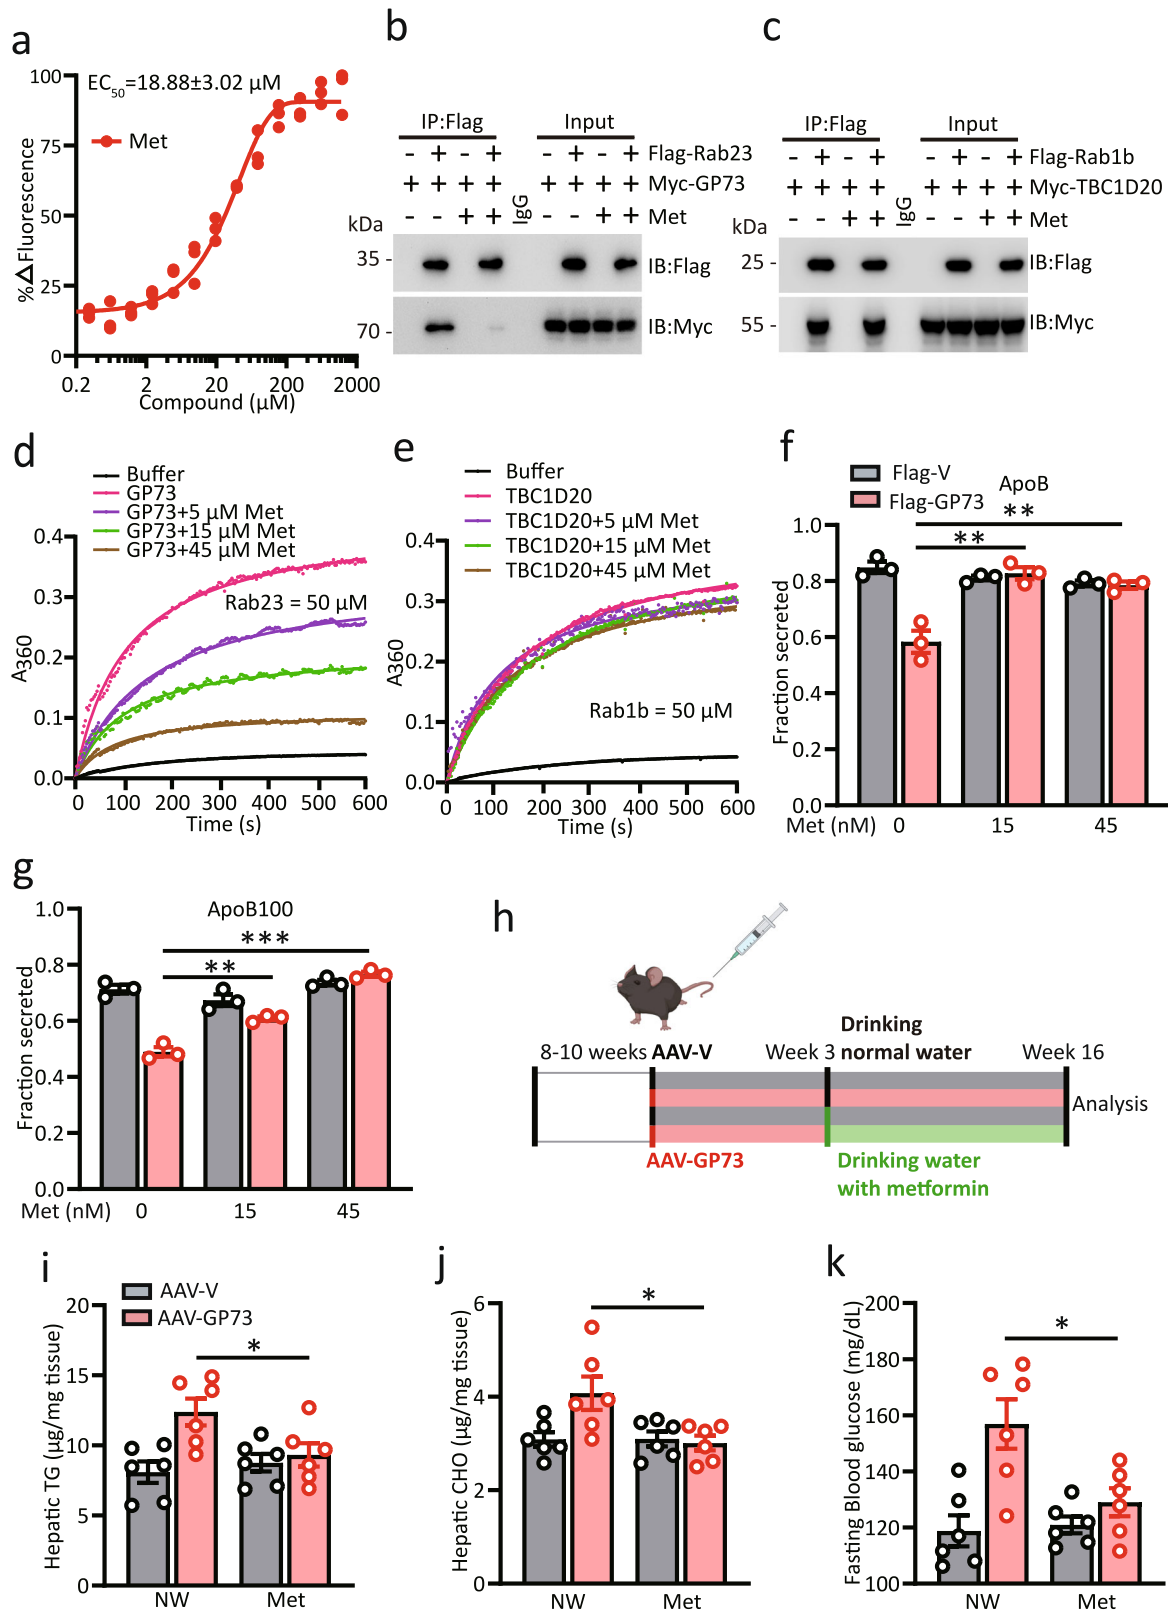 a
EC50=18.88±3.02 µM
Met
%ΔFluorescence
100
75
50
25
0
0.2 2 20 200 2000
Compound (µM)
b
IP:Flag Input
- + - + - + - + Flag-Rab23
+ + + + + + + + Myc-GP73
- - + + IgG - - + + Met
kDa
35 - IB:Flag
70 - IB:Myc
c
IP:Flag Input
- + - + - + - + Flag-Rab1b
+ + + + + + + + Myc-TBC1D20
- - + + IgG - - + + Met
kDa
25 - IB:Flag
55 - IB:Myc
d
Buffer
GP73
GP73+5 µM Met
GP73+15 µM Met
GP73+45 µM Met
Rab23 = 50 µM
A360
0.4
0.3
0.2
0.1
0.0
0 100 200 300 400 500 600
Time (s)
e
Buffer
TBC1D20
TBC1D20+5 µM Met
TBC1D20+15 µM Met
TBC1D20+45 µM Met
Rab1b = 50 µM
A360
0.4
0.3
0.2
0.1
0.0
0 100 200 300 400 500 600
Time (s)
f
Flag-V
Flag-GP73
ApoB
**
**
Fraction secreted
1.0
0.8
0.6
0.4
0.2
0.0
Met (nM) 0 15 45
g
ApoB100
***
**
Fraction secreted
1.0
0.8
0.6
0.4
0.2
0.0
Met (nM) 0 15 45
h
8-10 weeks AAV-V Week 3 Drinking
normal water Week 16
Analysis
AAV-GP73 Drinking water
with metformin
i
AAV-V
AAV-GP73
*
Hepatic TG (µg/mg tissue)
20
15
10
5
0
NW Met
j
*
Hepatic CHO (µg/mg tissue)
6
4
2
0
NW Met
k
*
Fasting Blood glucose (mg/dL)
200
180
160
140
120
100
NW Met